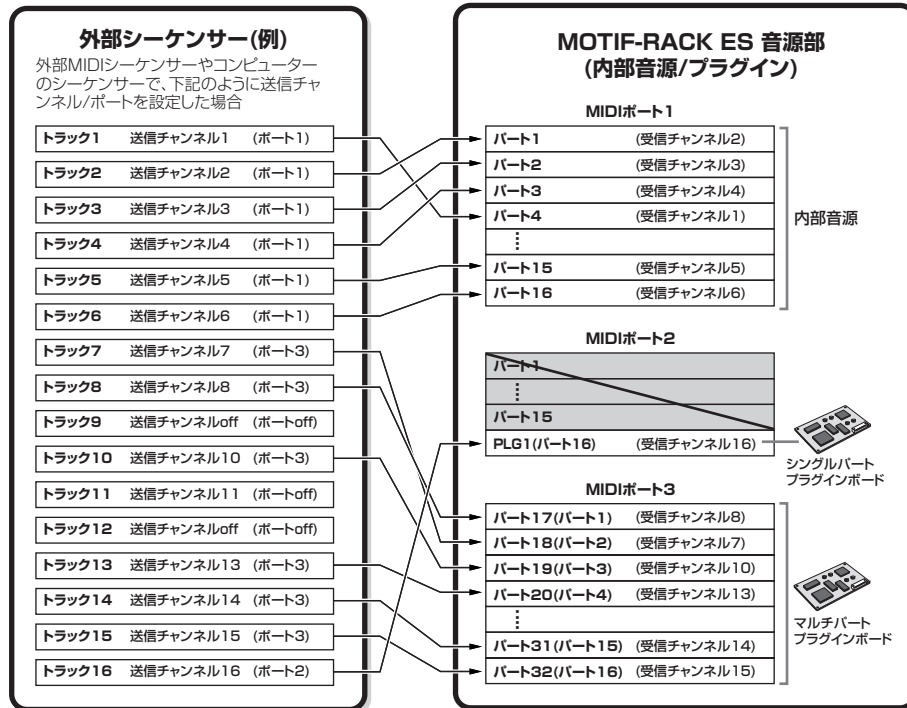 外部シーケンサー(例)
外部MIDIシーケンサーやコンピューター
のシーケンサーで、下記のように送信チャ
ンネル/ポートを設定した場合
トラック1 送信チャンネル1 (ポート1)
トラック2 送信チャンネル2 (ポート1)
トラック3 送信チャンネル3 (ポート1)
トラック4 送信チャンネル4 (ポート1)
トラック5 送信チャンネル5 (ポート1)
トラック6 送信チャンネル6 (ポート1)
トラック7 送信チャンネル7 (ポート3)
トラック8 送信チャンネル8 (ポート3)
トラック9 送信チャンネルoff (ポートoff)
トラック10 送信チャンネル10 (ポート3)
トラック11 送信チャンネル11 (ポートoff)
トラック12 送信チャンネルoff (ポートoff)
トラック13 送信チャンネル13 (ポート3)
トラック14 送信チャンネル14 (ポート3)
トラック15 送信チャンネル15 (ポート3)
トラック16 送信チャンネル16 (ポート2)
MOTIF-RACK ES 音源部
(内部音源/プラグイン)
MIDIポート1
パート1 (受信チャンネル2)
パート2 (受信チャンネル3)
パート3 (受信チャンネル4)
パート4 (受信チャンネル1)
パート15 (受信チャンネル5)
パート16 (受信チャンネル6)
内部音源
MIDIポート2
パート1
パート15
PLG1(パート16) (受信チャンネル16)
シングルパート
プラグインボード
MIDIポート3
パート17(パート1) (受信チャンネル8)
パート18(パート2) (受信チャンネル7)
パート19(パート3) (受信チャンネル10)
パート20(パート4) (受信チャンネル13)
パート31(パート15) (受信チャンネル14)
パート32(パート16) (受信チャンネル15)
マルチパート
プラグインボード